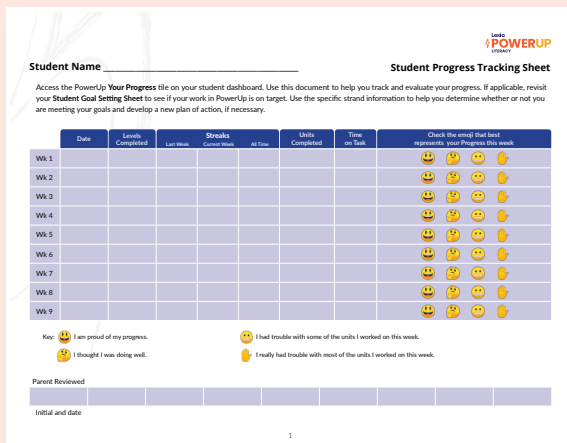 Lexia
POWERUP
LITERACY
Student Name
Student Progress Tracking Sheet
Access the PowerUp Your Progress tile on your student dashboard. Use this document to help you track and evaluate your progress. If applicable, revisit
your Student Goal Setting Sheet to see if your work in PowerUp is on target. Use the specific strand information to help you determine whether or not you
are meeting your goals and develop a new plan of action, if necessary.
Date
Levels
Completed
Streaks
Last Week Current Week All Time
Units
Completed
Time
on Task
Check the emoji that best
represents your Progress this week
Wk 1
Wk 2
Wk 3
Wk 4
Wk 5
Wk 6
Wk 7
Wk 8
Wk 9
Key: I am proud of my progress.
I had trouble with some of the units I worked on this week.
I thought I was doing well.
I really had trouble with most of the units I worked on this week.
Parent Reviewed
Initial and date
1